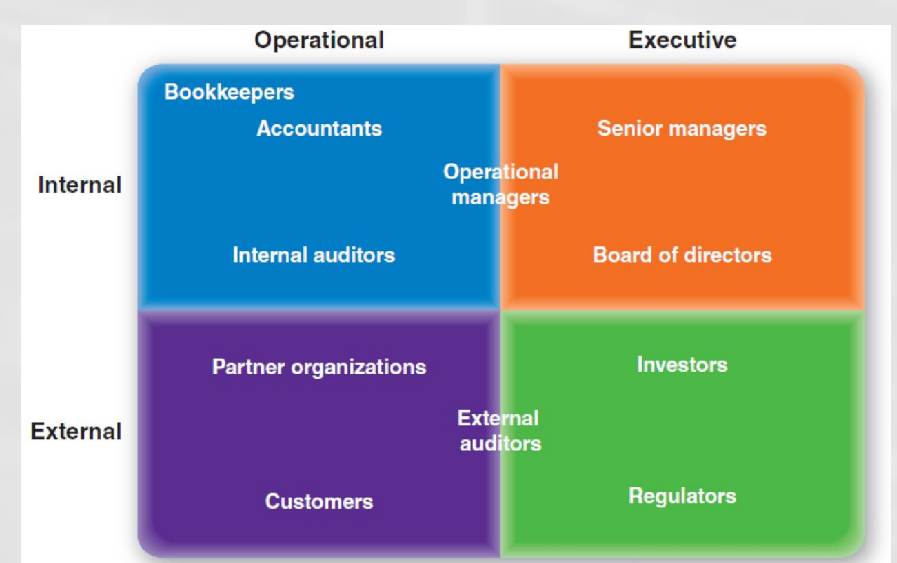 Operational
Executive
Bookkeepers
Accountants
Senior managers
Internal
Operational
managers
Internal auditors
Board of directors
Partner organizations
Investors
External
External
auditors
Customers
Regulators